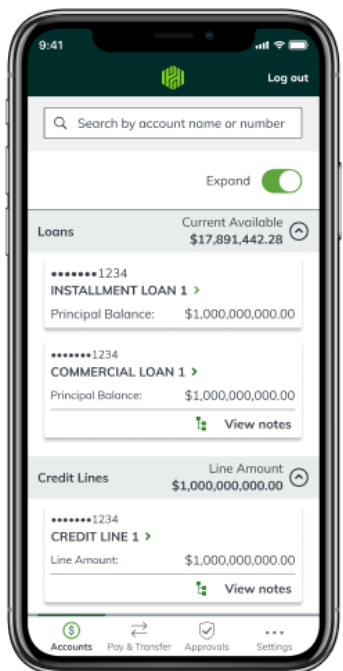 9:41
Log out
Search by account name or number
Expand
Loans
Current Available
$17,891,442.28
•••••••1234
INSTALLMENT LOAN 1 >
Principal Balance: $1,000,000,000.00
•••••••1234
COMMERCIAL LOAN 1 >
Principal Balance: $1,000,000,000.00
View notes
Credit Lines
Line Amount
$1,000,000,000.00
•••••••1234
CREDIT LINE 1 >
Line Amount: $1,000,000,000.00
View notes
Accounts Pay & Transfer Approvals Settings